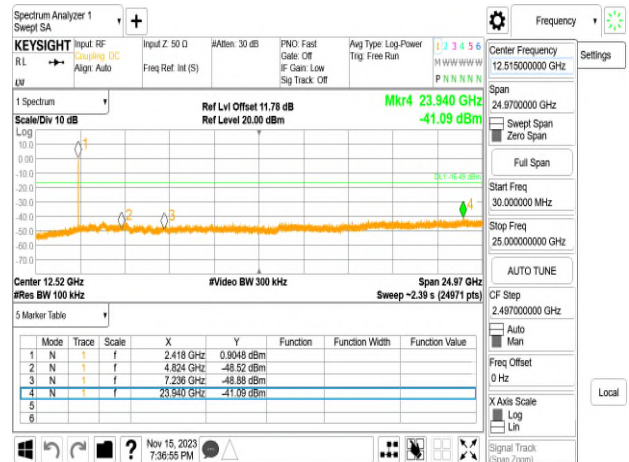 Spectrum Analyzer 1
Swept SA
+
Frequency
KEYSIGHT
RL
Input: RF
Coupling: DC
Align: Auto
Input Z: 50 Ω
Freq Ref: Int (S)
#Atten: 30 dB
PNO: Fast
Gate: Off
IF Gain: Low
Sig Track: Off
Avg Type: Log-Power
Trig: Free Run
1 2 3 4 5 6
M W W W W W
P N N N N N
1 Spectrum
Scale/Div 10 dB
Ref Lvl Offset 11.78 dB
Ref Level 20.00 dBm
Mkr4 23.940 GHz
-41.09 dBm
Log
10.0
0.00
-10.0
-20.0
-30.0
-40.0
-50.0
-60.0
-70.0
1
2
3
4
DL1 -16.49 dBm
Center 12.52 GHz
#Video BW 300 kHz
Span 24.97 GHz
#Res BW 100 kHz
Sweep ~2.39 s (24971 pts)
5 Marker Table
Mode Trace Scale X Y Function Function Width Function Value
1 N 1 f 2.418 GHz 0.9048 dBm
2 N 1 f 4.824 GHz -48.52 dBm
3 N 1 f 7.236 GHz -48.88 dBm
4 N 1 f 23.940 GHz -41.09 dBm
5
6
?
Nov 15, 2023
7:36:55 PM
Center Frequency
12.515000000 GHz
Settings
Span
24.9700000 GHz
Swept Span
Zero Span
Full Span
Start Freq
30.000000 MHz
Stop Freq
25.000000000 GHz
AUTO TUNE
CF Step
2.497000000 GHz
Auto
Man
Freq Offset
0 Hz
X Axis Scale
Log
Lin
Local
Signal Track
(Span Zoom)